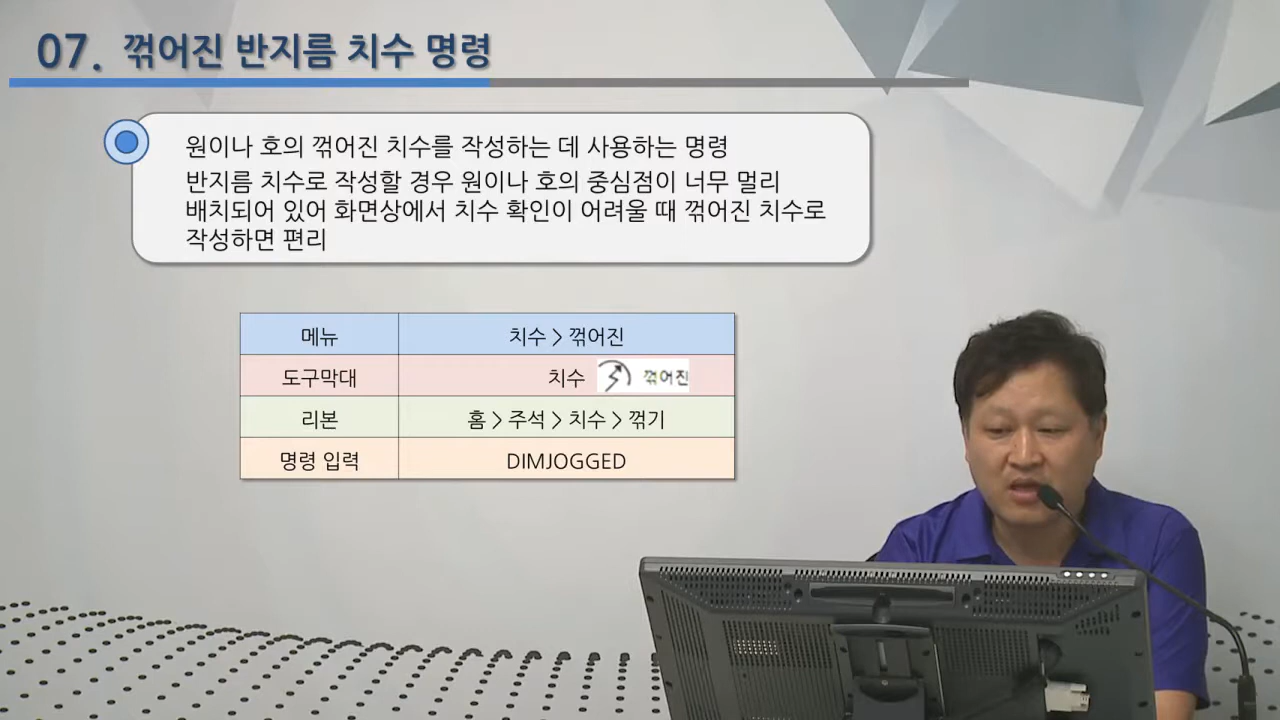 07. 꺾어진 반지름 치수 명령
원이나 호의 꺾어진 치수를 작성하는 데 사용하는 명령
반지름 치수로 작성할 경우 원이나 호의 중심점이 너무 멀리
배치되어 있어 화면상에서 치수 확인이 어려울 때 꺾어진 치수로
작성하면 편리
메뉴 치수 > 꺾어진
도구막대 치수 꺾어진
리본 홈 > 주석 > 치수 > 꺾기
명령 입력 DIMJOGGED